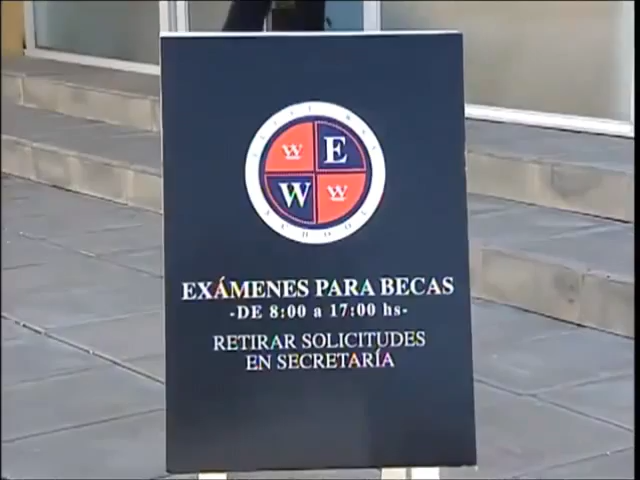 E
W
EXÁMENES PARA BECAS
-DE 8:00 a 17:00 hs-
RETIRAR SOLICITUDES
EN SECRETARÍA